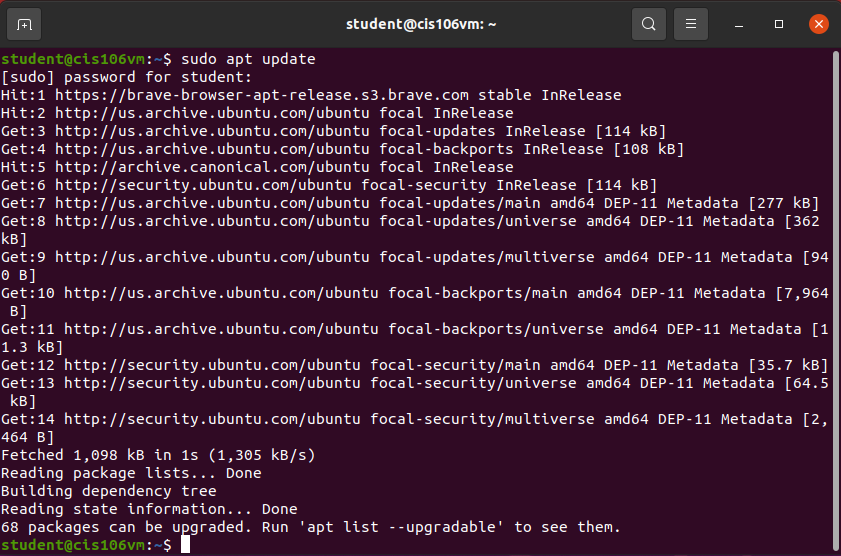 student@cis106vm: ~
student@cis106vm:~$ sudo apt update
[sudo] password for student:
Hit:1 https://brave-browser-apt-release.s3.brave.com stable InRelease
Hit:2 http://us.archive.ubuntu.com/ubuntu focal InRelease
Get:3 http://us.archive.ubuntu.com/ubuntu focal-updates InRelease [114 kB]
Get:4 http://us.archive.ubuntu.com/ubuntu focal-backports InRelease [108 kB]
Hit:5 http://archive.canonical.com/ubuntu focal InRelease
Get:6 http://security.ubuntu.com/ubuntu focal-security InRelease [114 kB]
Get:7 http://us.archive.ubuntu.com/ubuntu focal-updates/main amd64 DEP-11 Metadata [277 kB]
Get:8 http://us.archive.ubuntu.com/ubuntu focal-updates/universe amd64 DEP-11 Metadata [362
kB]
Get:9 http://us.archive.ubuntu.com/ubuntu focal-updates/multiverse amd64 DEP-11 Metadata [94
0 B]
Get:10 http://us.archive.ubuntu.com/ubuntu focal-backports/main amd64 DEP-11 Metadata [7,964
 B]
Get:11 http://us.archive.ubuntu.com/ubuntu focal-backports/universe amd64 DEP-11 Metadata [1
1.3 kB]
Get:12 http://security.ubuntu.com/ubuntu focal-security/main amd64 DEP-11 Metadata [35.7 kB]
Get:13 http://security.ubuntu.com/ubuntu focal-security/universe amd64 DEP-11 Metadata [64.5
 kB]
Get:14 http://security.ubuntu.com/ubuntu focal-security/multiverse amd64 DEP-11 Metadata [2,
464 B]
Fetched 1,098 kB in 1s (1,305 kB/s)
Reading package lists... Done
Building dependency tree
Reading state information... Done
68 packages can be upgraded. Run 'apt list --upgradable' to see them.
student@cis106vm:~$